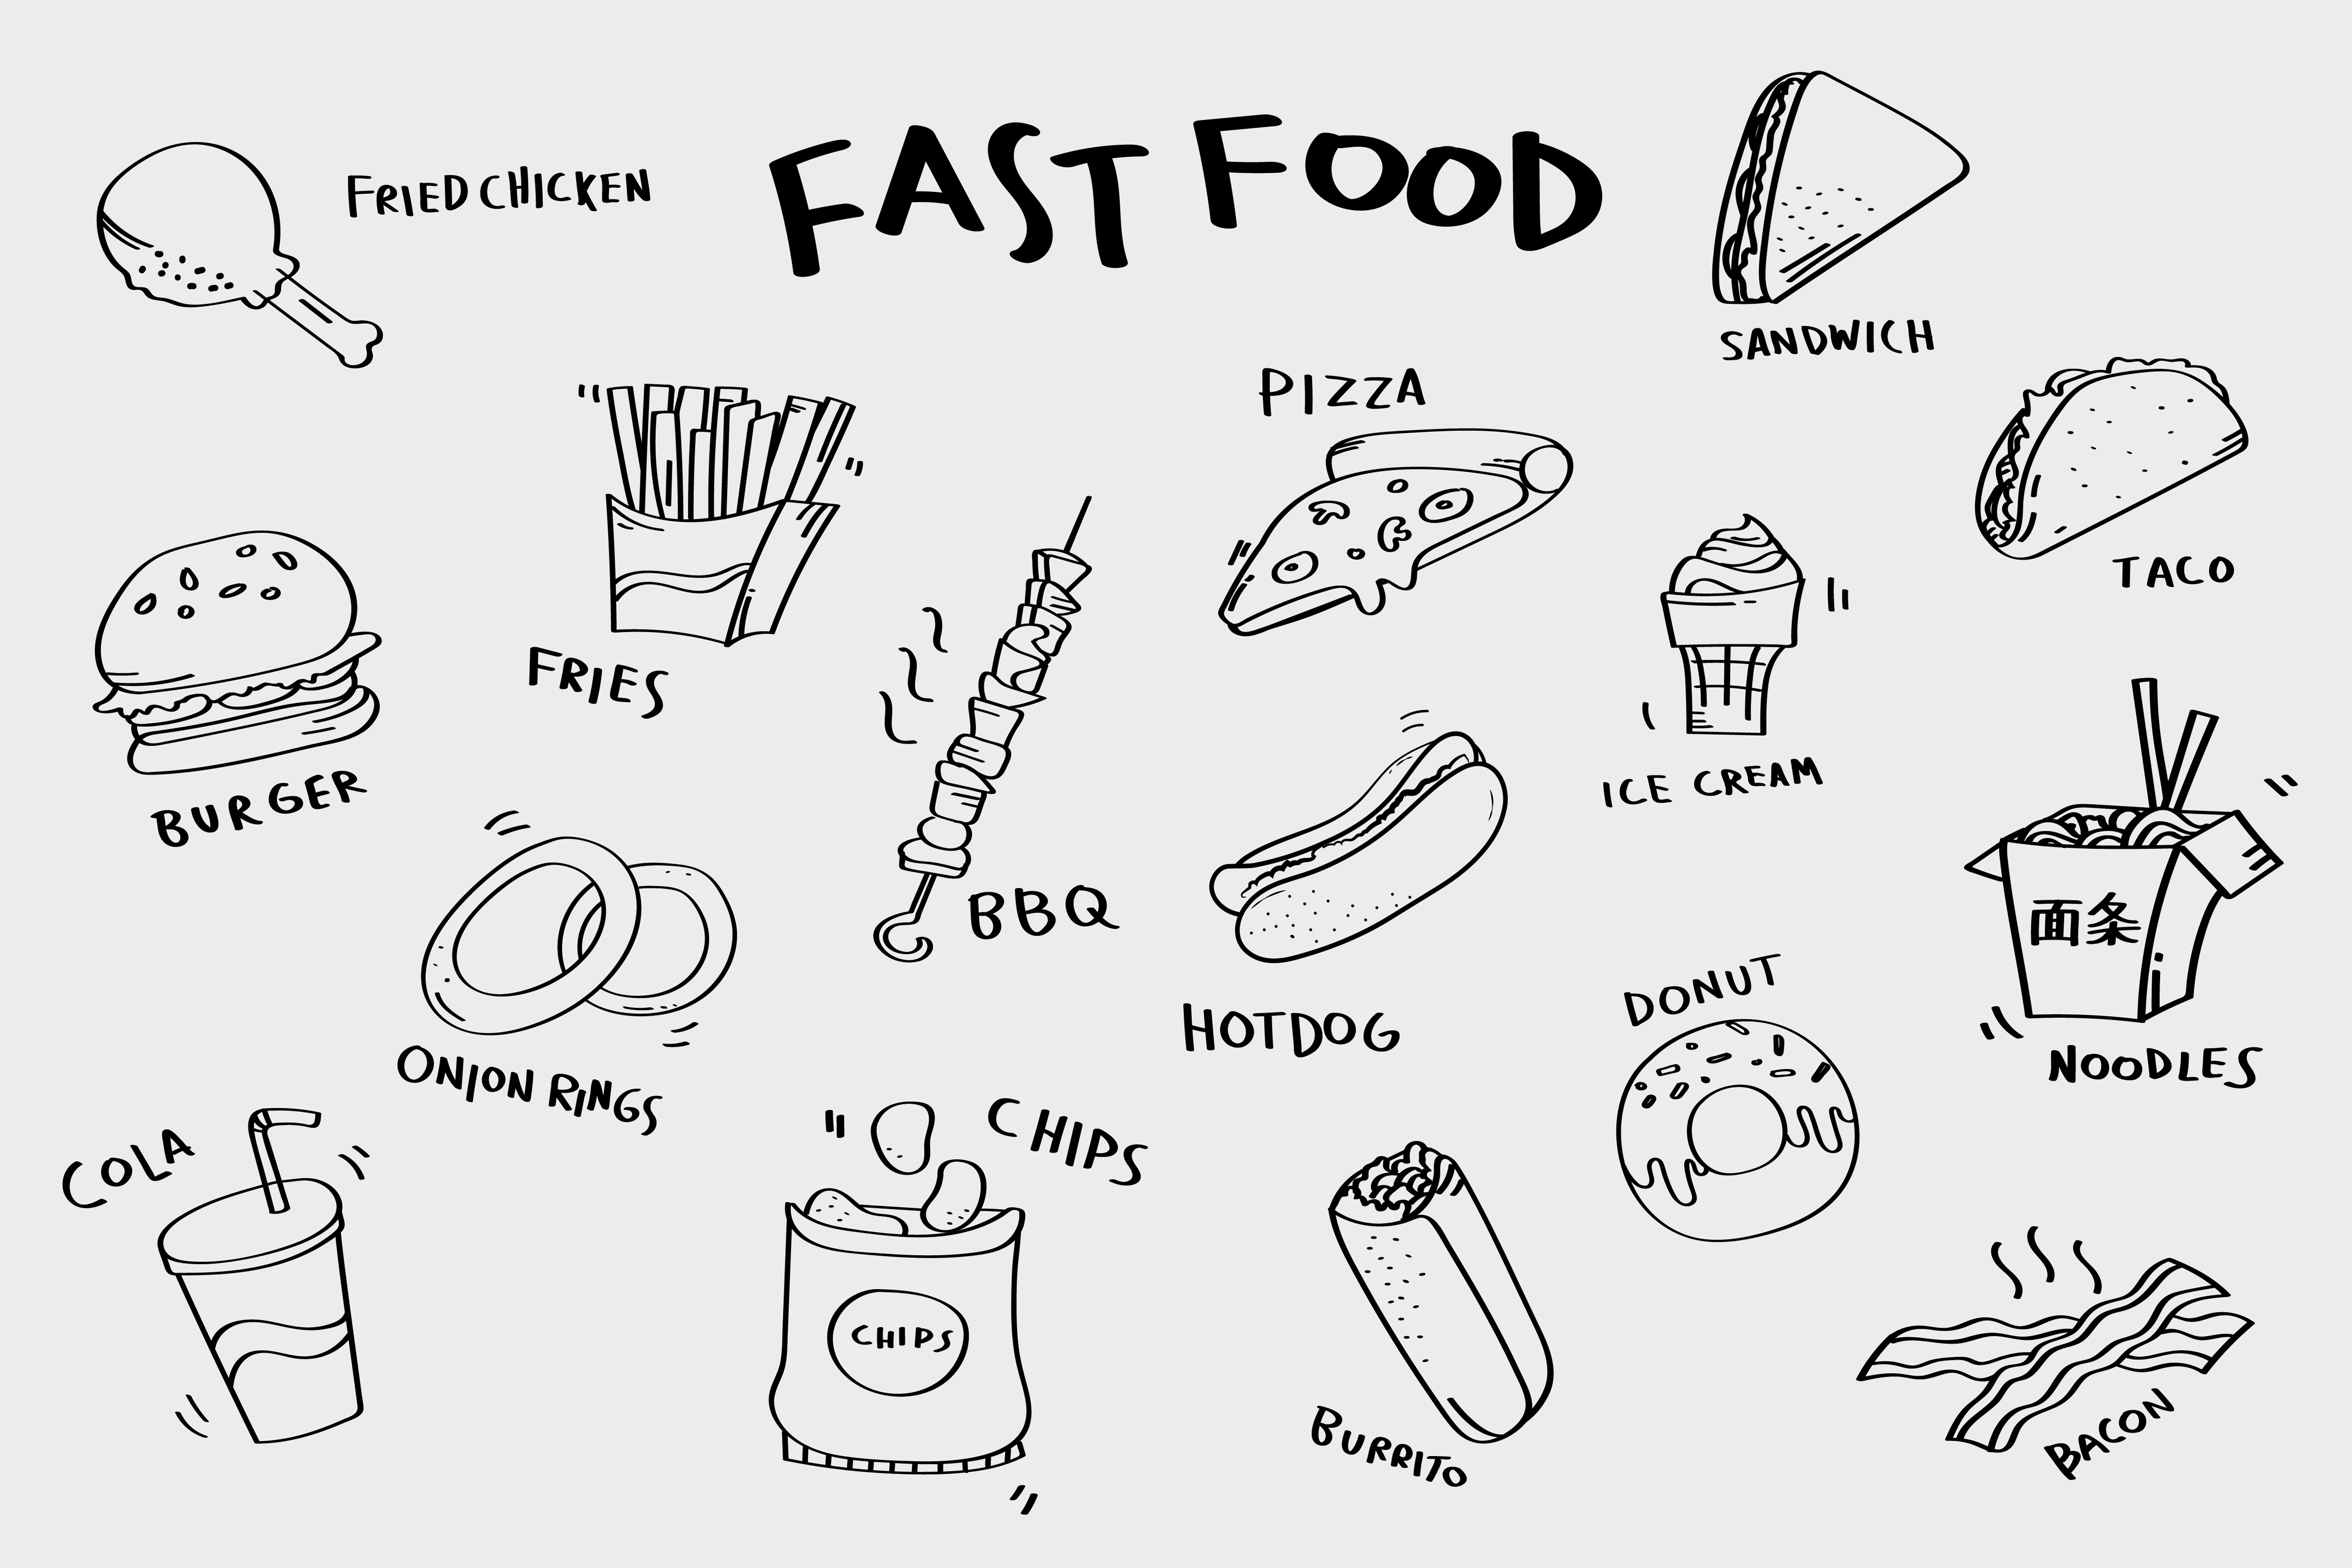 FAST FOOD
FRIED CHICKEN
SANDWICH
PIZZA
TACO
FRIES
BURGER
ICE CREAM
BBQ
面条
HOTDOG
DONUT
NOODLES
ONION RINGS
COLA
CHIPS
CHIPS
BURRITO
BACON